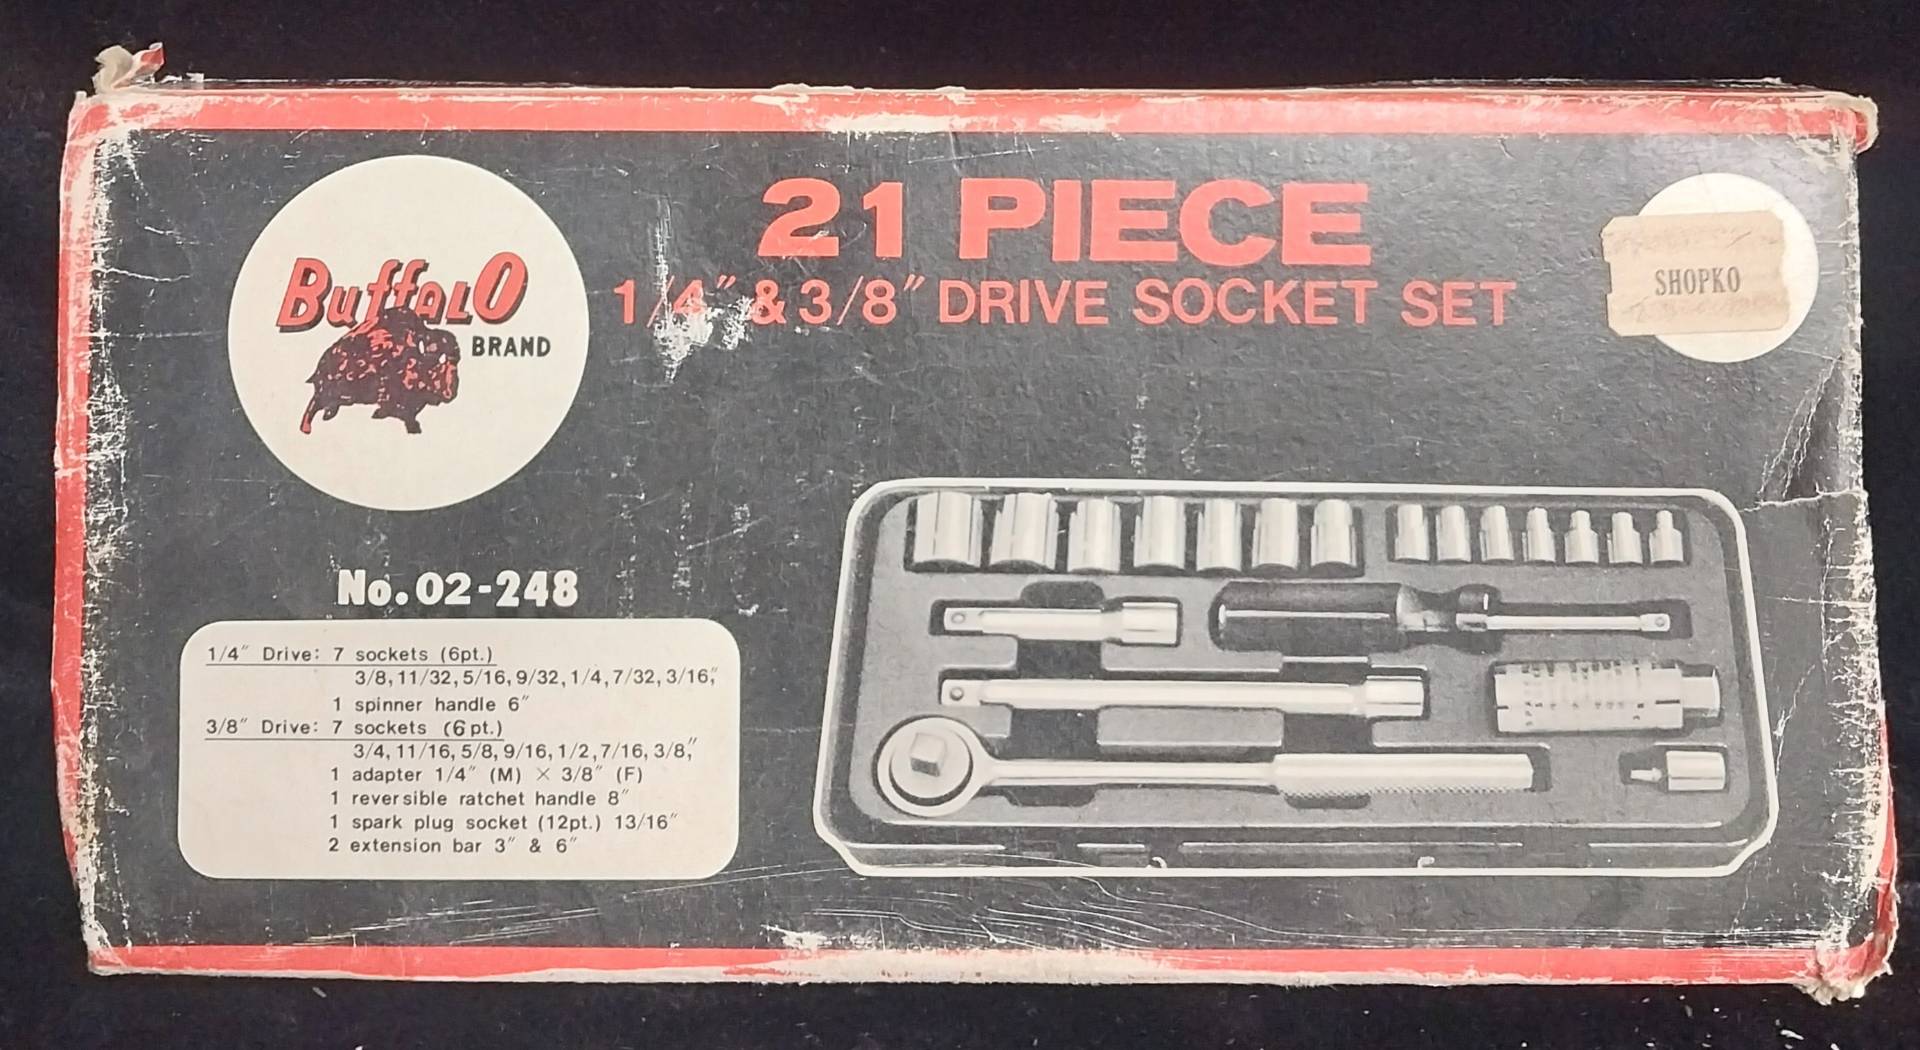 BuffaLO
BRAND
21 PIECE
1/4" & 3/8" DRIVE SOCKET SET
SHOPKO
No. 02-248
1/4" Drive: 7 sockets (6pt.)
3/8, 11/32, 5/16, 9/32, 1/4, 7/32, 3/16,"
1 spinner handle 6"
3/8" Drive: 7 sockets (6pt.)
3/4, 11/16, 5/8, 9/16, 1/2, 7/16, 3/8,"
1 adapter 1/4" (M) × 3/8" (F)
1 reversible ratchet handle 8"
1 spark plug socket (12pt.) 13/16"
2 extension bar 3" & 6"